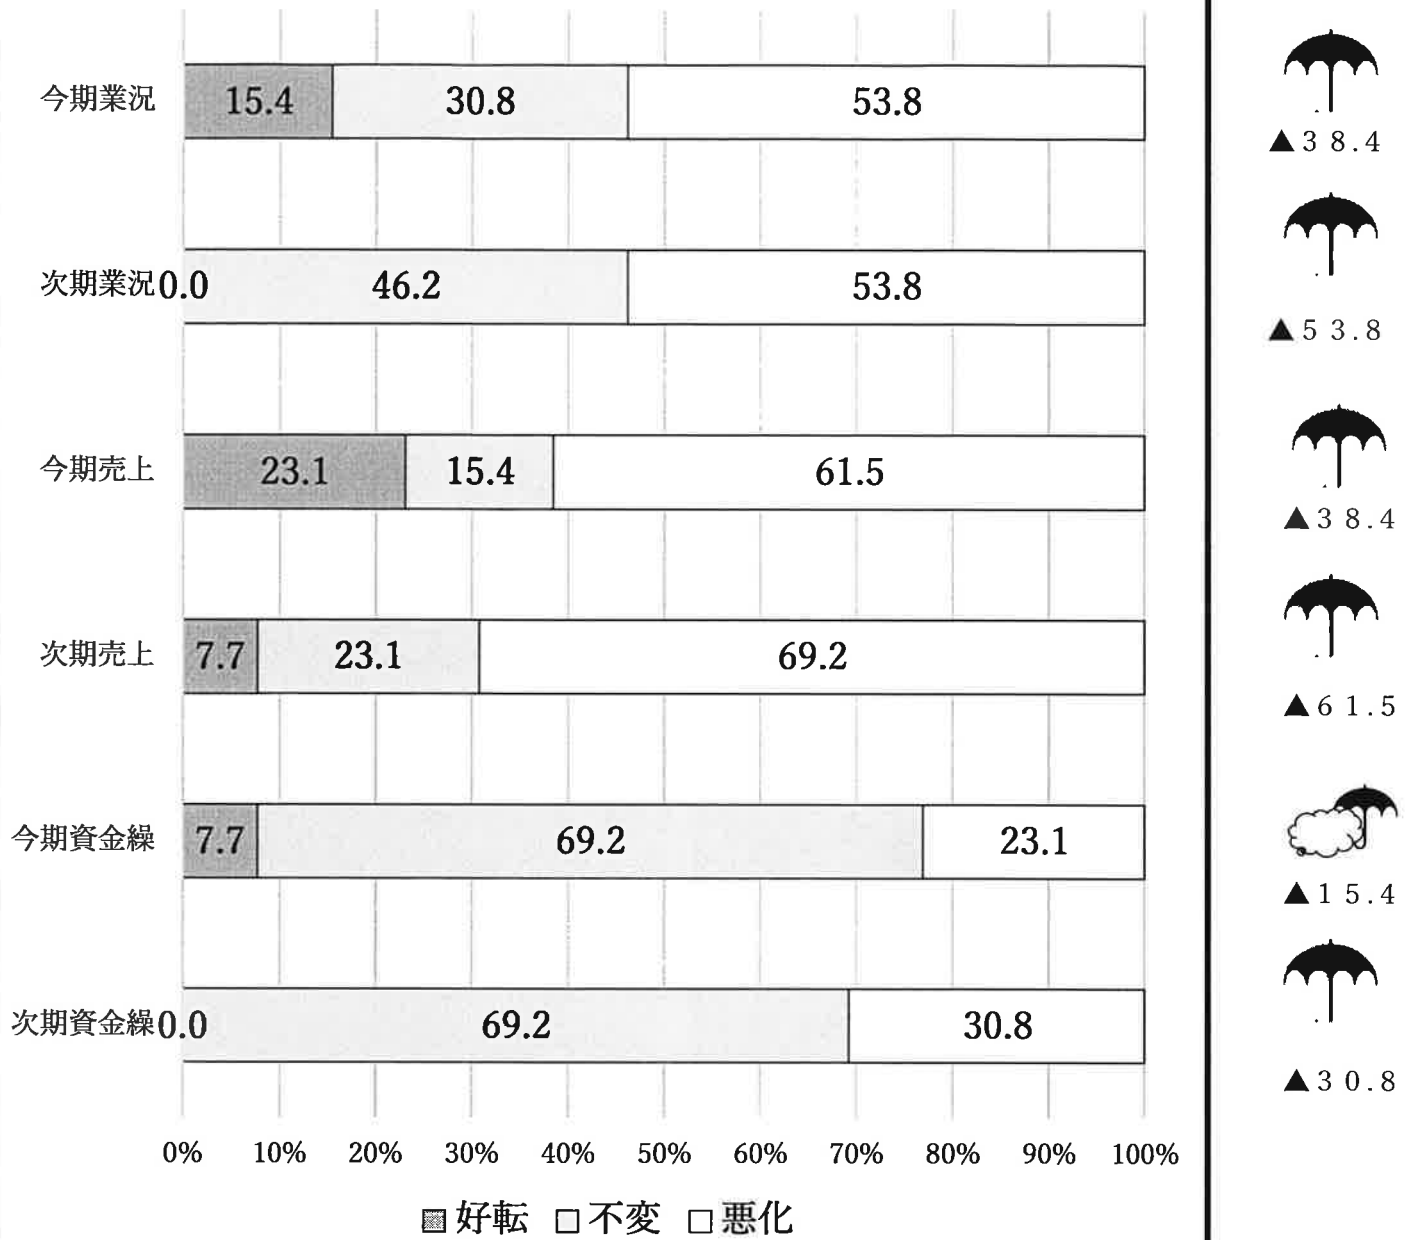 今期業況 15.4 30.8 53.8 ▲38.4
次期業況 0.0 46.2 53.8 ▲53.8
今期売上 23.1 15.4 61.5 ▲38.4
次期売上 7.7 23.1 69.2 ▲61.5
今期資金繰 7.7 69.2 23.1 ▲15.4
次期資金繰 0.0 69.2 30.8 ▲30.8
0% 10% 20% 30% 40% 50% 60% 70% 80% 90% 100%
好転 不変 悪化